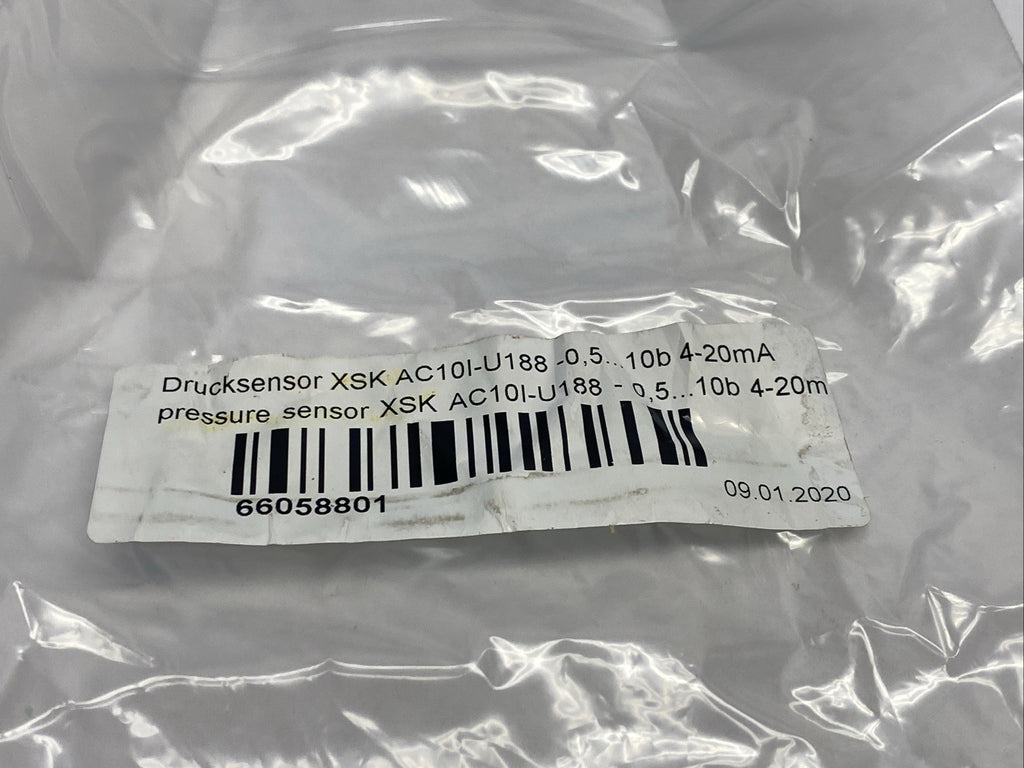 Drucksensor XSK AC10I-U188 -0,5...10b 4-20mA
pressure sensor XSK AC10I-U188 - 0,5...10b 4-20m
66058801
09.01.2020